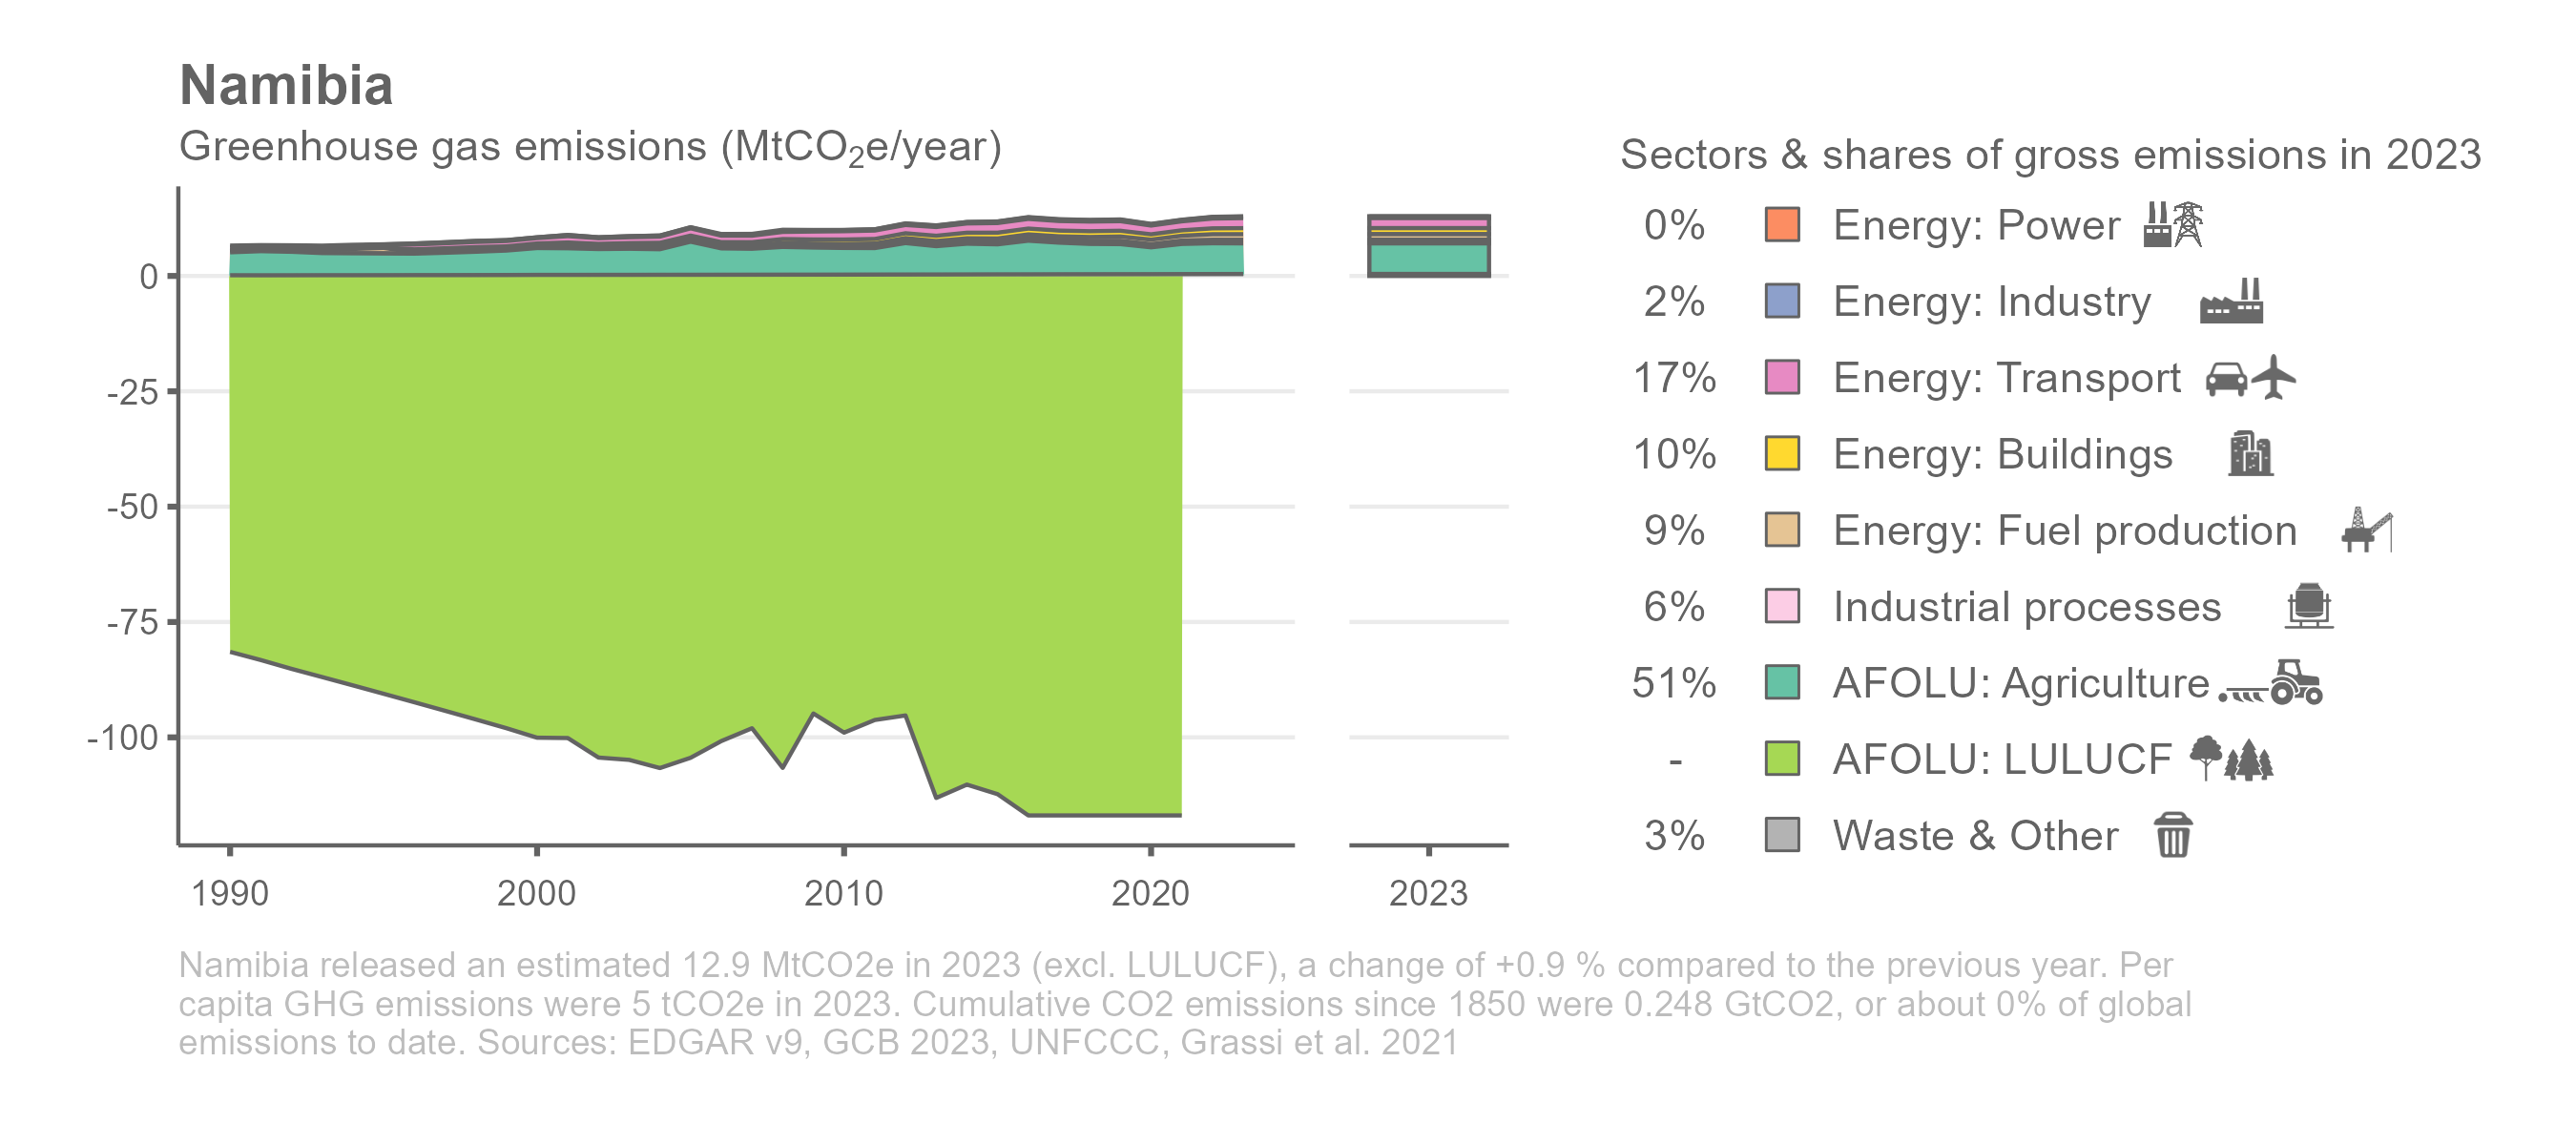 Namibia
Greenhouse gas emissions (MtCO₂e/year)
0
-25
-50
-75
-100
1990 2000 2010 2020 2023
Sectors & shares of gross emissions in 2023
0% Energy: Power
2% Energy: Industry
17% Energy: Transport
10% Energy: Buildings
9% Energy: Fuel production
6% Industrial processes
51% AFOLU: Agriculture
- AFOLU: LULUCF
3% Waste & Other
Namibia released an estimated 12.9 MtCO2e in 2023 (excl. LULUCF), a change of +0.9 % compared to the previous year. Per
capita GHG emissions were 5 tCO2e in 2023. Cumulative CO2 emissions since 1850 were 0.248 GtCO2, or about 0% of global
emissions to date. Sources: EDGAR v9, GCB 2023, UNFCCC, Grassi et al. 2021